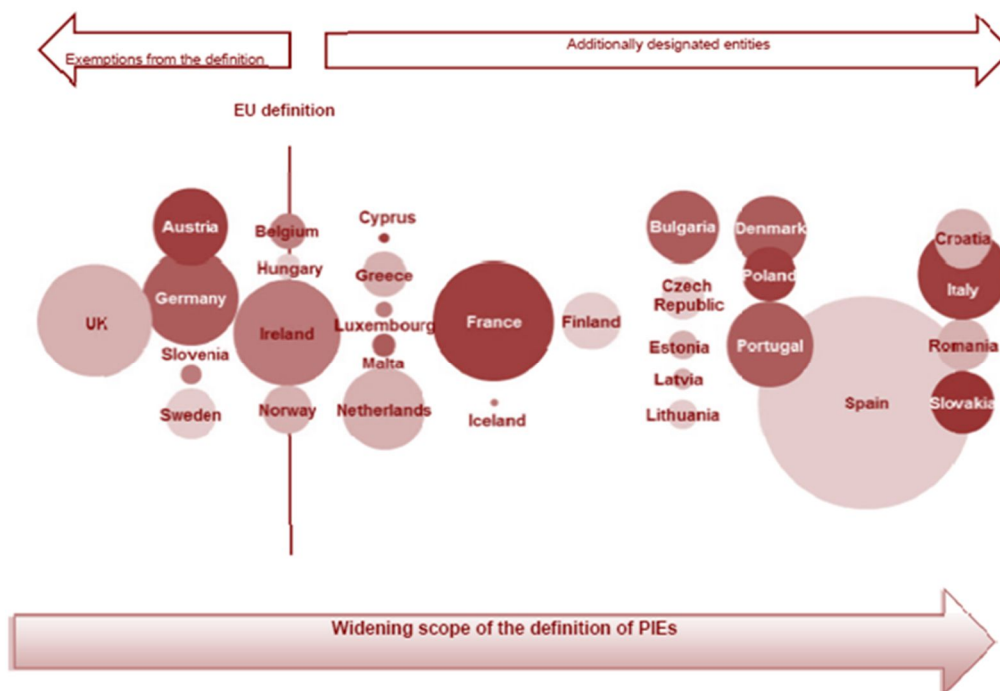 Exemptions from the definition
Additionally designated entities
EU definition
Austria
Belgium
Cyprus
Bulgaria
Denmark
Croatia
Hungary
Greece
Poland
Germany
Czech
Republic
Italy
UK
Ireland
Luxembourg
France
Finland
Slovenia
Malta
Estonia
Portugal
Romania
Latvia
Sweden
Norway
Netherlands
Iceland
Lithuania
Spain
Slovakia
Widening scope of the definition of PIEs